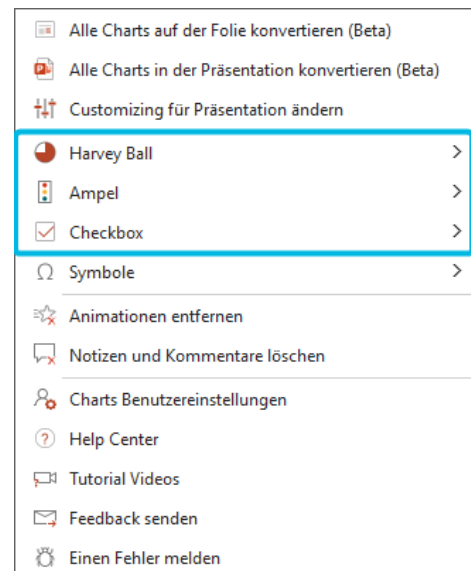 Alle Charts auf der Folie konvertieren (Beta)
Alle Charts in der Präsentation konvertieren (Beta)
Customizing für Präsentation ändern
Harvey Ball
Ampel
Checkbox
Symbole
Animationen entfernen
Notizen und Kommentare löschen
Charts Benutzereinstellungen
Help Center
Tutorial Videos
Feedback senden
Einen Fehler melden